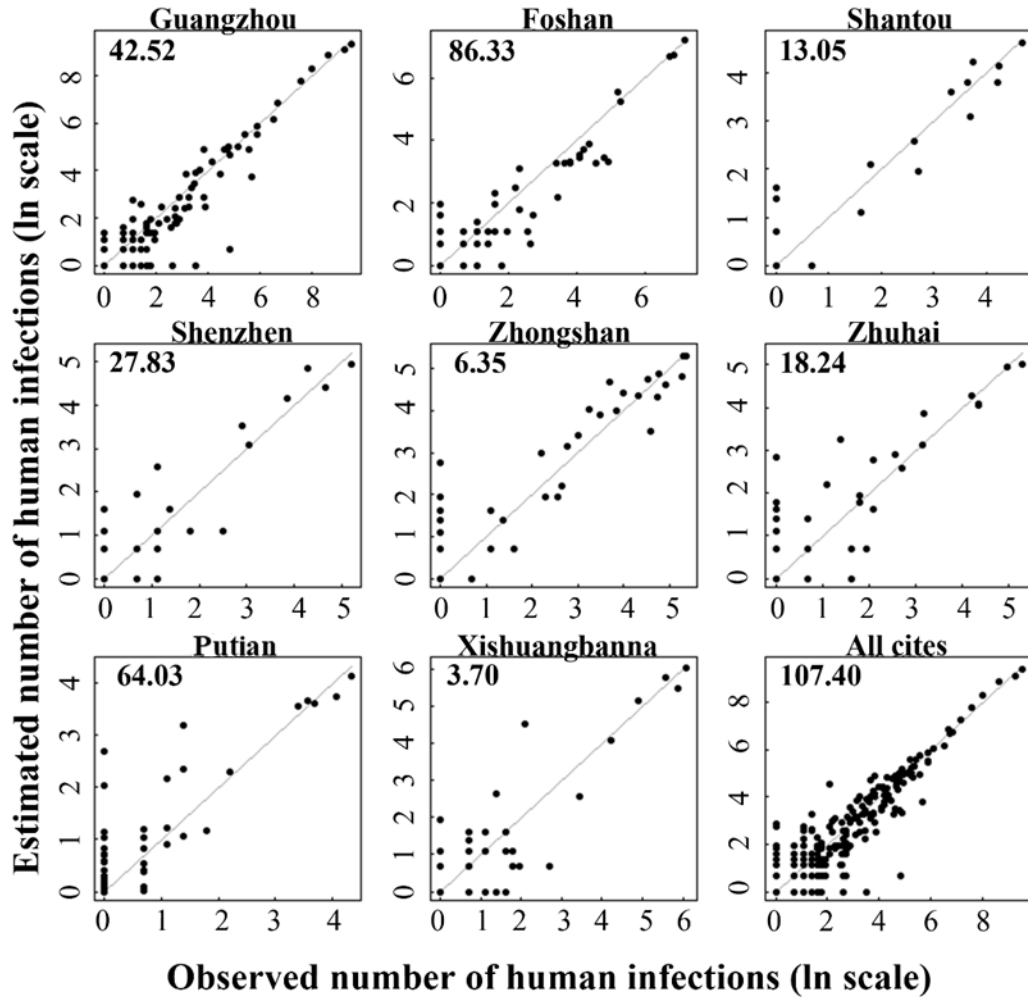 Guangzhou Foshan Shantou
42.52 86.33 13.05
8 6 4 2 0
6 4 2 0
4 3 2 1 0
0 2 4 6 8
0 2 4 6
0 1 2 3 4
Shenzhen Zhongshan Zhuhai
27.83 6.35 18.24
5 4 3 2 1 0
5 4 3 2 1 0
5 4 3 2 1 0
0 1 2 3 4 5
0 1 2 3 4 5
0 1 2 3 4 5
Putian Xishuangbanna All cites
64.03 3.70 107.40
4 3 2 1 0
6 5 4 3 2 1 0
8 6 4 2 0
0 1 2 3 4
0 1 2 3 4 5 6
0 2 4 6 8
Estimated number of human infections (ln scale)
Observed number of human infections (ln scale)